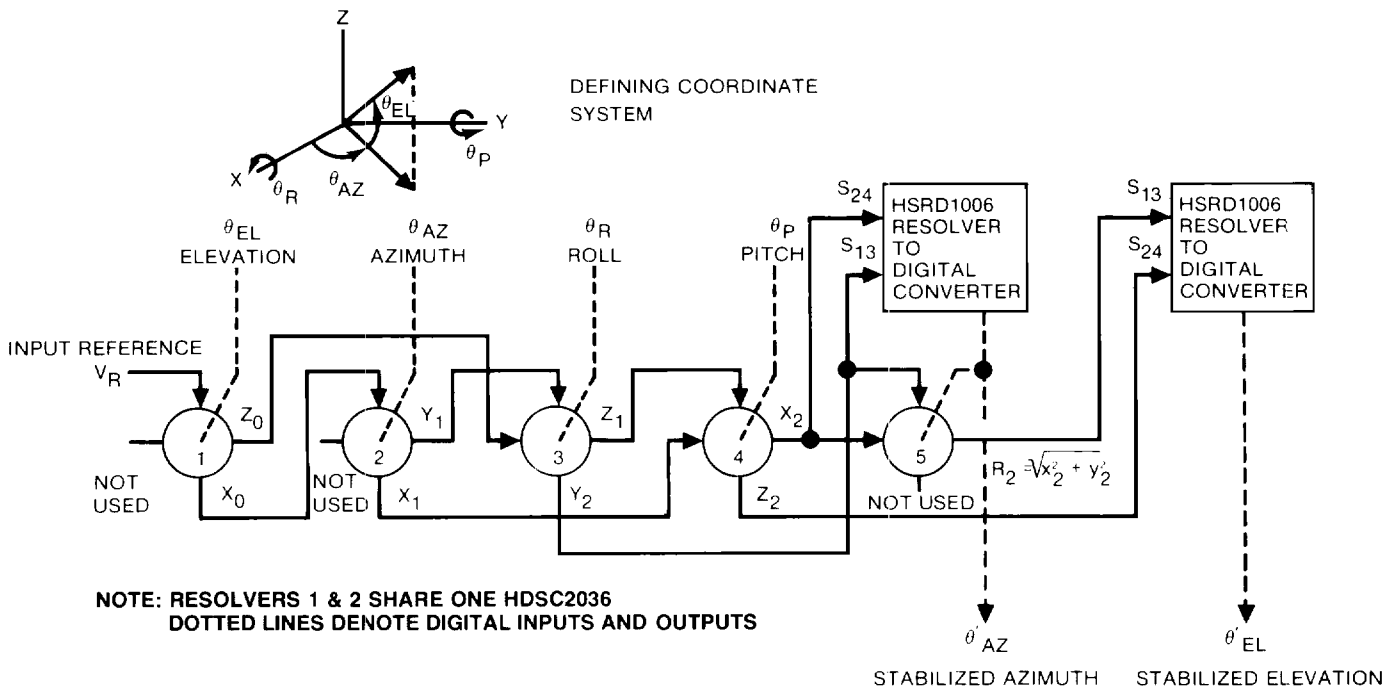 Z
DEFINING COORDINATE
SYSTEM
θEL
Y
θP
X
θR
θAZ
θEL
ELEVATION
θAZ
AZIMUTH
θR
ROLL
θP
PITCH
S24
S13
HSRD1006
RESOLVER
TO
DIGITAL
CONVERTER
S13
S24
HSRD1006
RESOLVER
TO
DIGITAL
CONVERTER
INPUT REFERENCE
VR
Z0
Y1
Z1
X2
1
2
3
4
5
NOT
USED
X0
NOT
USED
X1
Y2
Z2
NOT USED
R2 = √x²2 + y²2
NOTE: RESOLVERS 1 & 2 SHARE ONE HDSC2036
DOTTED LINES DENOTE DIGITAL INPUTS AND OUTPUTS
θ'AZ
STABILIZED AZIMUTH
θ'EL
STABILIZED ELEVATION